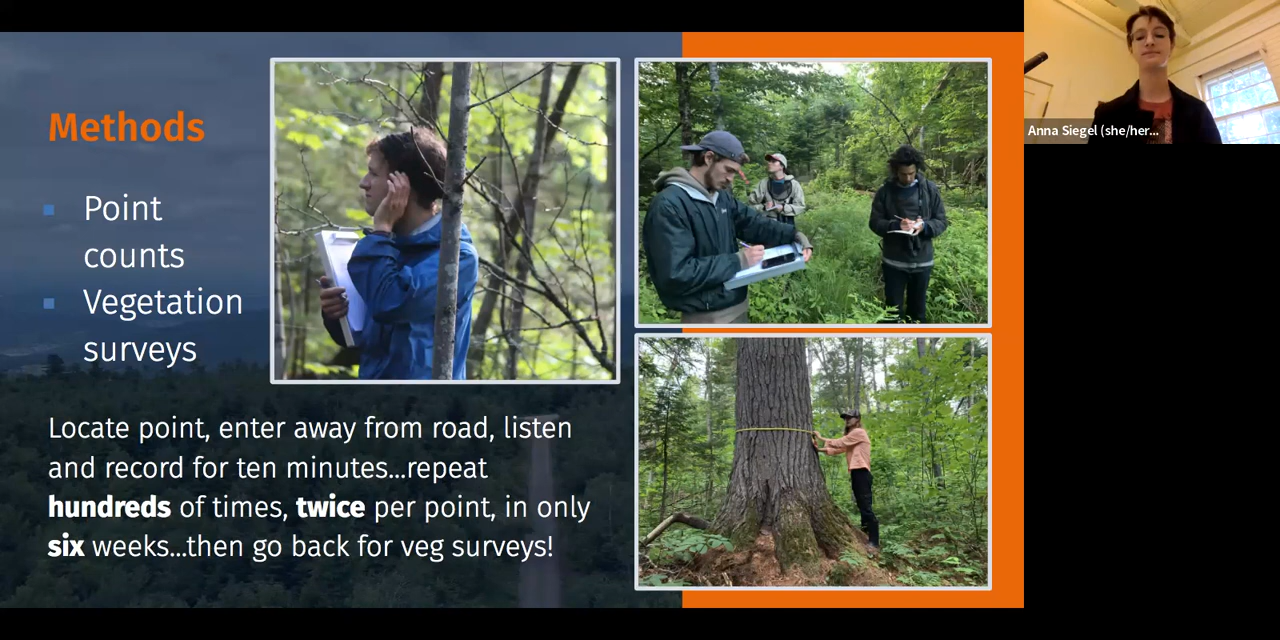 Methods
Point
counts
Vegetation
surveys
Locate point, enter away from road, listen
and record for ten minutes...repeat
hundreds of times, twice per point, in only
six weeks...then go back for veg surveys!
Anna Siegel (she/her...